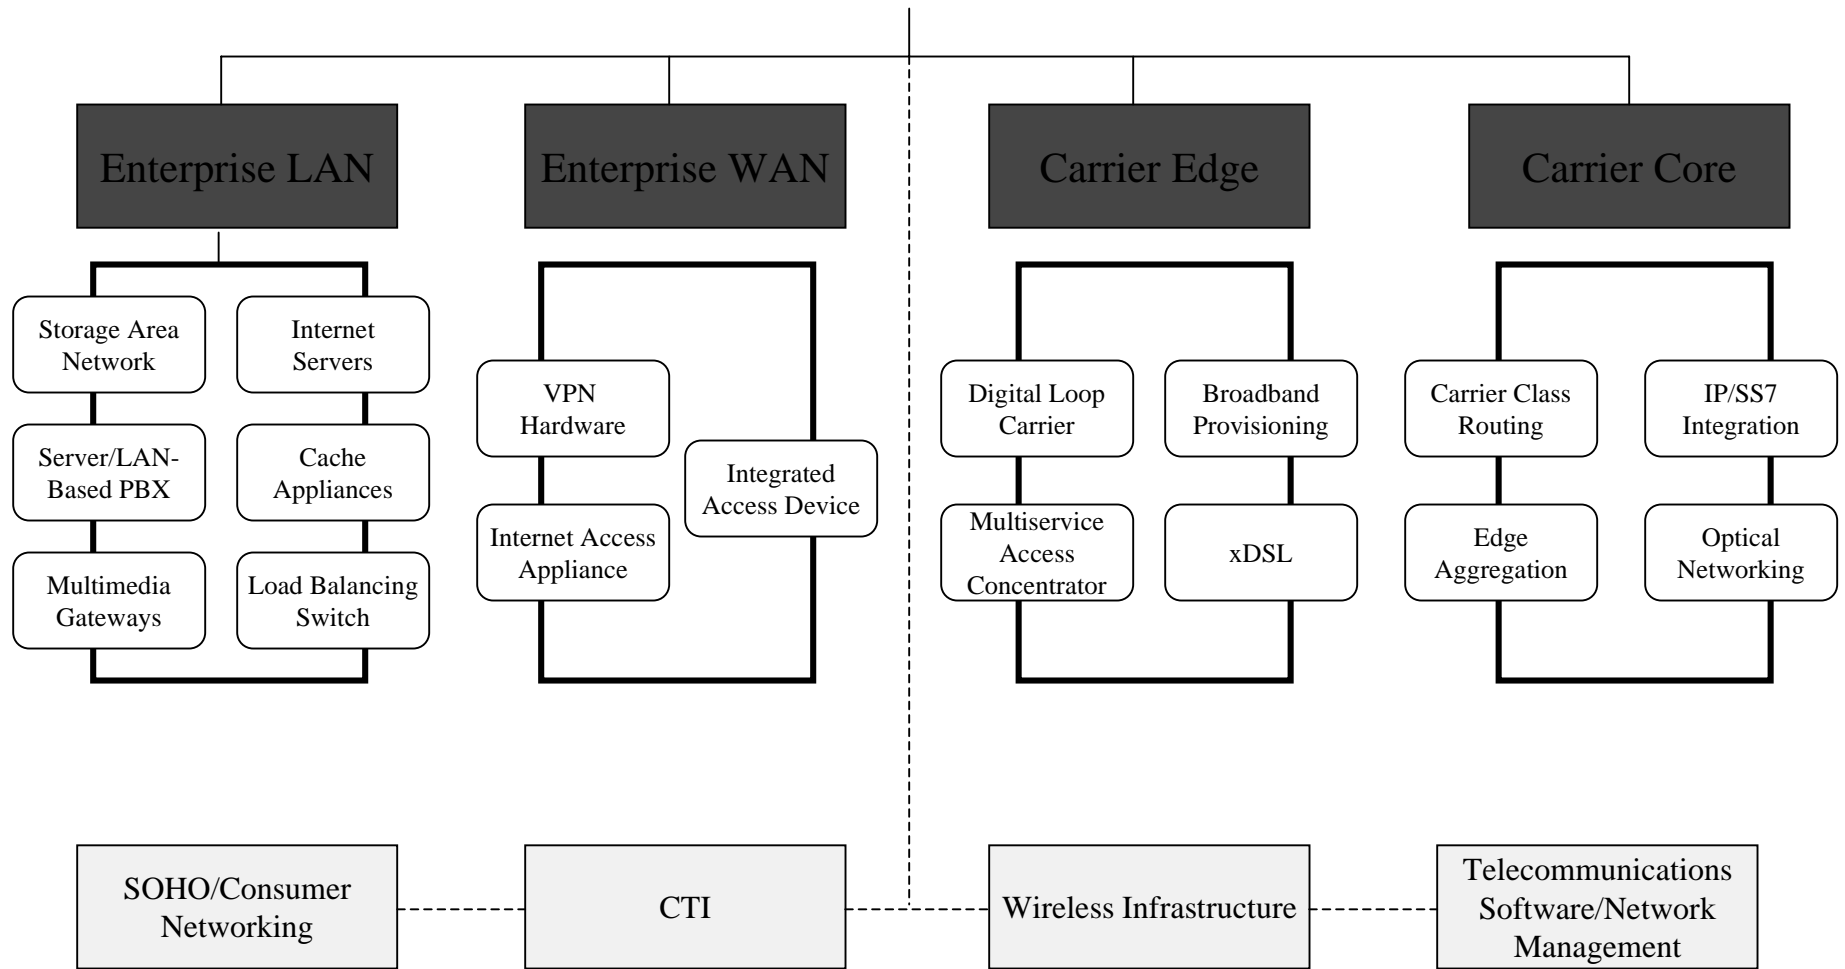 Enterprise LAN
Enterprise WAN
Carrier Edge
Carrier Core
Storage Area
Network
Internet
Servers
Server/LAN-
Based PBX
Cache
Appliances
Multimedia
Gateways
Load Balancing
Switch
VPN
Hardware
Integrated
Access Device
Internet Access
Appliance
Digital Loop
Carrier
Broadband
Provisioning
Multiservice
Access
Concentrator
xDSL
Carrier Class
Routing
IP/SS7
Integration
Edge
Aggregation
Optical
Networking
SOHO/Consumer
Networking
CTI
Wireless Infrastructure
Telecommunications
Software/Network
Management